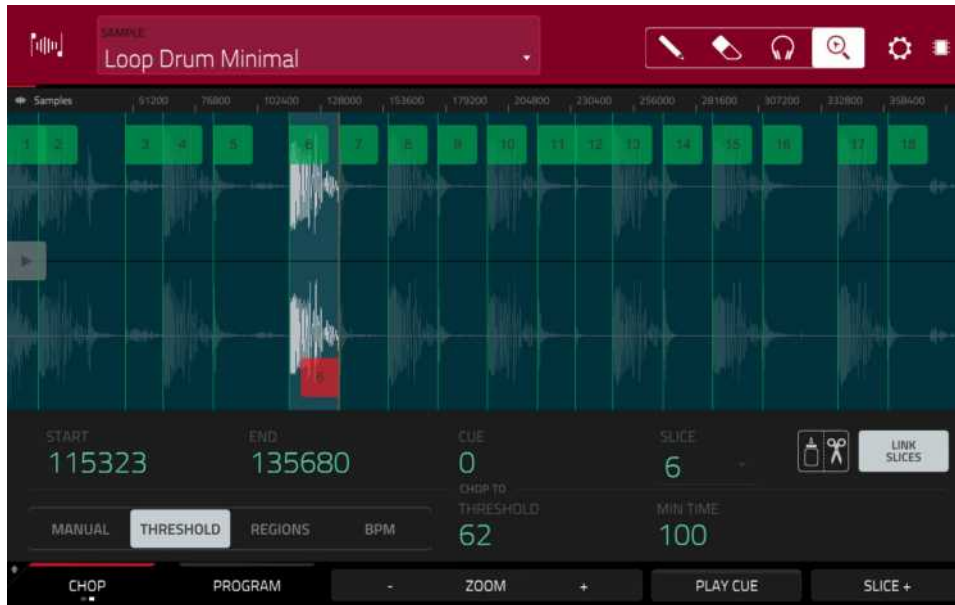 SAMPLE
Loop Drum Minimal
Samples 51200 76800 102400 128000 153600 179200 204800 230400 256000 281600 307200 332800 358400
1 2 3 4 5 6 7 8 9 10 11 12 13 14 15 16 17 18
6
START END CUE SLICE
115323 135680 0 6
LINK
SLICES
CHOP TO
THRESHOLD MIN TIME
MANUAL THRESHOLD REGIONS BPM 62 100
CHOP PROGRAM - ZOOM + PLAY CUE SLICE +